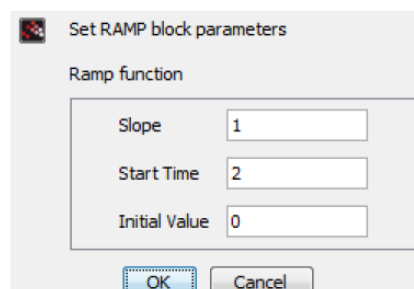 Set RAMP block parameters
Ramp function
Slope 1
Start Time 2
Initial Value 0
OK Cancel